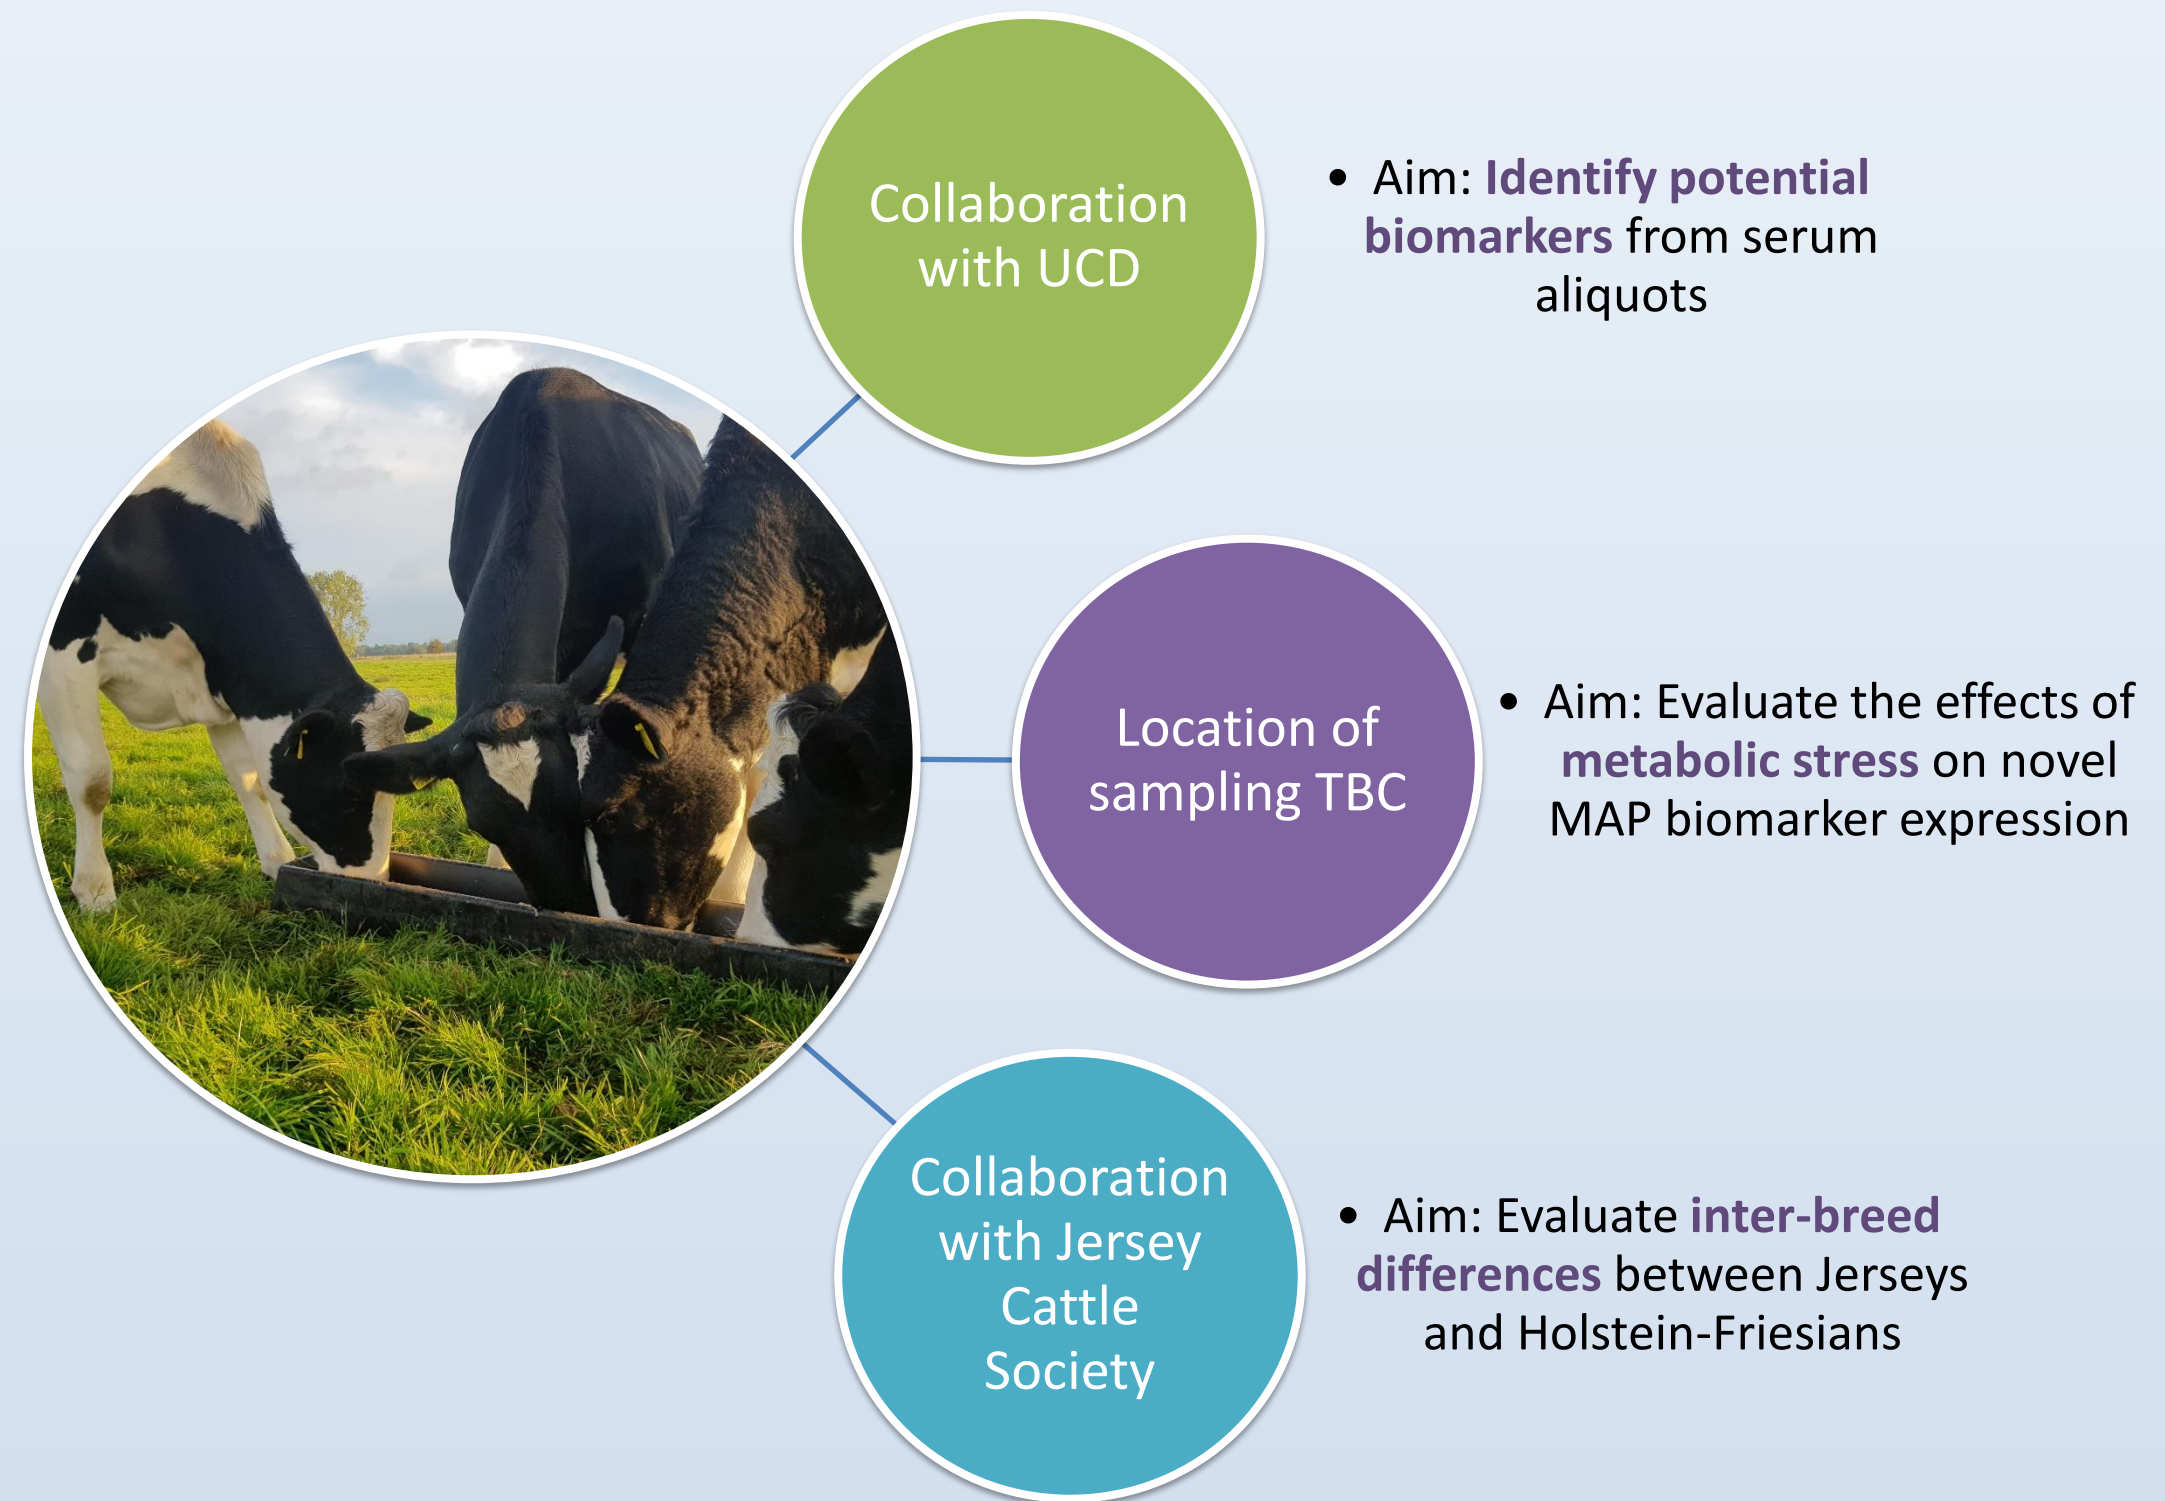 Collaboration
with UCD
• Aim: Identify potential
biomarkers from serum
aliquots
Location of
sampling TBC
• Aim: Evaluate the effects of
metabolic stress on novel
MAP biomarker expression
Collaboration
with Jersey
Cattle
Society
• Aim: Evaluate inter-breed
differences between Jerseys
and Holstein-Friesians